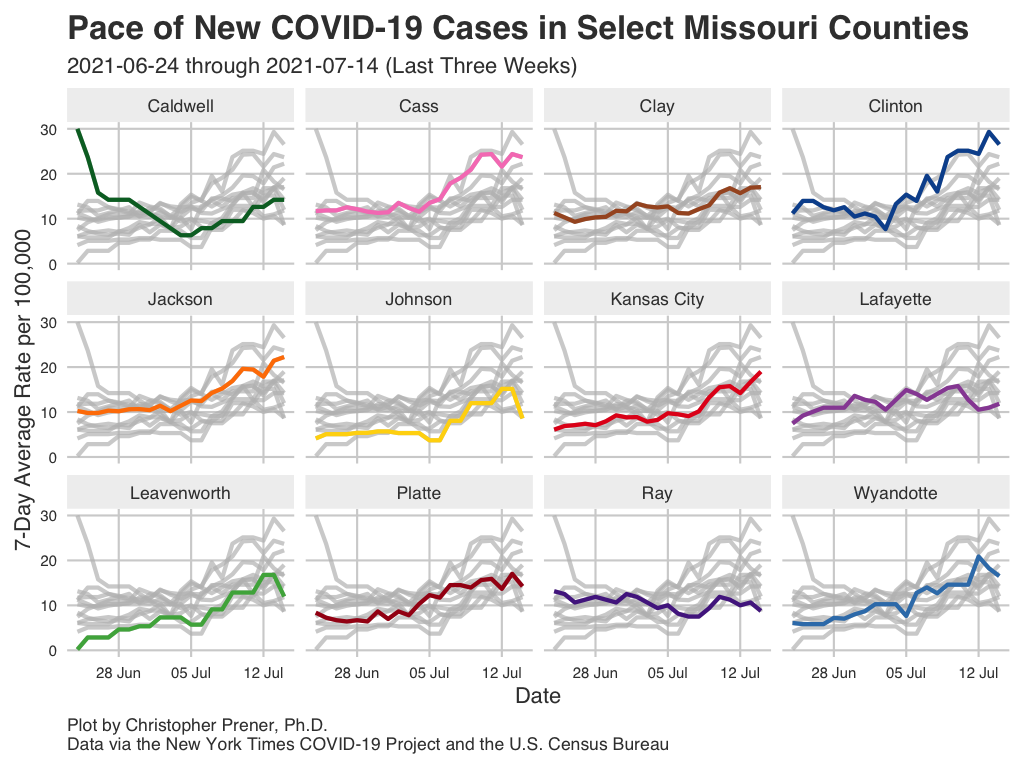 Pace of New COVID-19 Cases in Select Missouri Counties
2021-06-24 through 2021-07-14 (Last Three Weeks)
Caldwell
Cass
Clay
Clinton
30
20
10
0
Jackson
Johnson
Kansas City
Lafayette
30
20
10
0
Leavenworth
Platte
Ray
Wyandotte
30
20
10
0
7-Day Average Rate per 100,000
28 Jun
05 Jul
12 Jul
28 Jun
05 Jul
12 Jul
28 Jun
05 Jul
12 Jul
28 Jun
05 Jul
12 Jul
Date
Plot by Christopher Prener, Ph.D.
Data via the New York Times COVID-19 Project and the U.S. Census Bureau